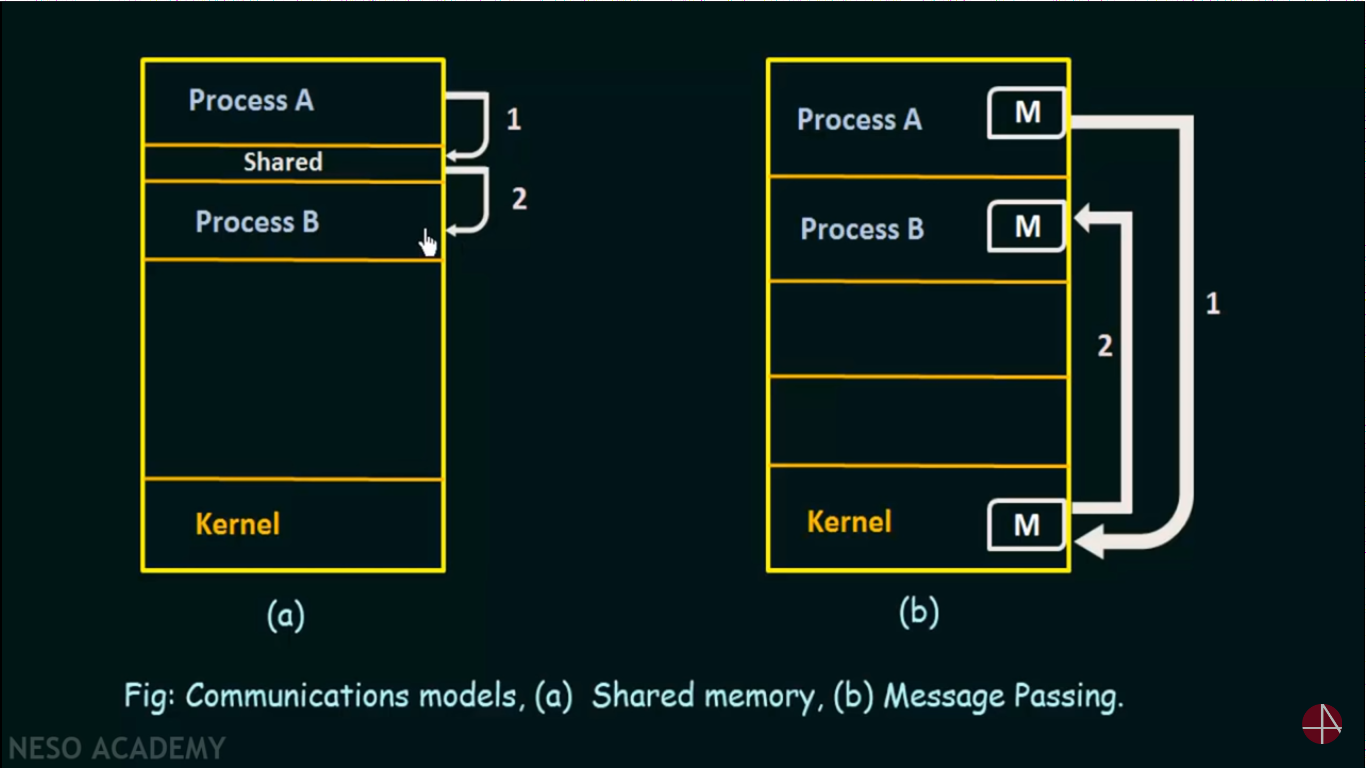 Process A
1
Shared
2
Process B
Kernel
(a)
Process A
M
Process B
M
1
2
Kernel
M
(b)
Fig: Communications models, (a) Shared memory, (b) Message Passing.
NESO ACADEMY